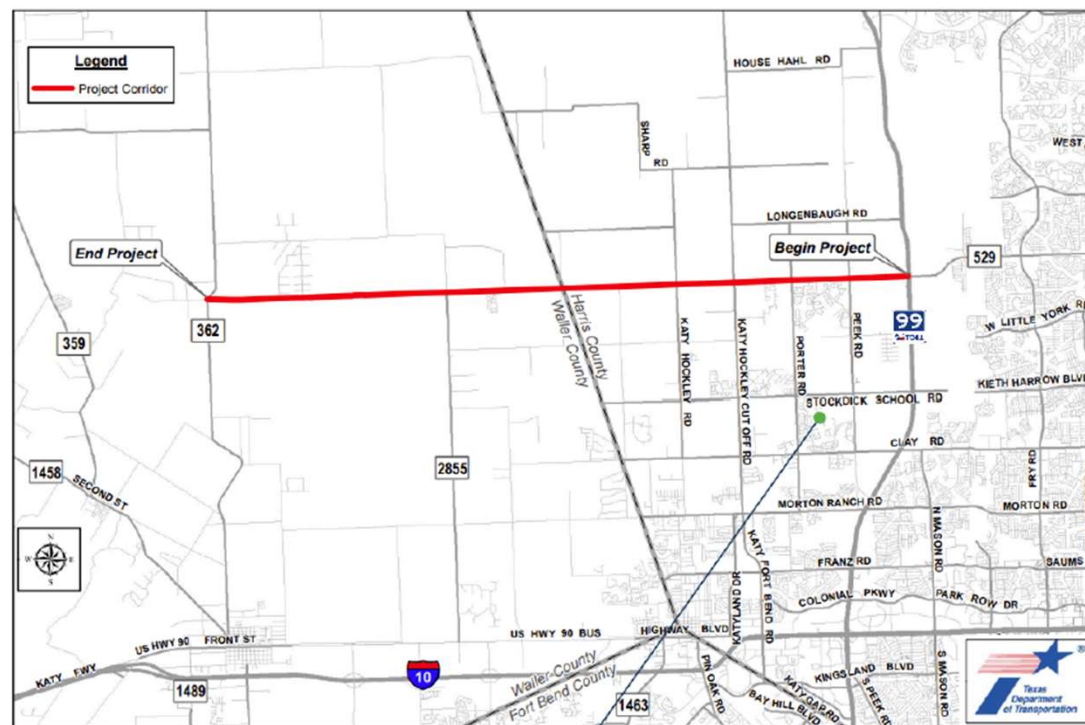 Legend
Project Corridor
HOUSE HAHL RD
SHARP RD
WEST
LONGENBAUGH RD
End Project
Begin Project
529
362
359
99
Harris County
Waller County
KATY HOCKLEY RD
KATY HOCKLEY CUT OFF RD
PORTER RD
PEEK RD
W LITTLE YORK RD
KIETH HARROW BLVD
STOCKDICK SCHOOL RD
CLAY RD
FRY RD
2855
1458
SECOND ST
MORTON RANCH RD
MORTON RD
N MASON RD
N
W E
S
KATYLAND DR
KATY FORT BEND RD
FRANZ RD
SAUMS
COLONIAL PKWY
PARK ROW DR
US HWY 90 FRONT ST
US HWY 90 BUS
HIGHWAY BLVD
KATY FWY
10
1489
Waller County
Fort Bend County
1463
PIN OAK RD
BAY HILL BLVD
KATY GAP RD
KINGSLAND BLVD
S PEEK RD
S MASON RD
®
Texas
Department
of Transportation